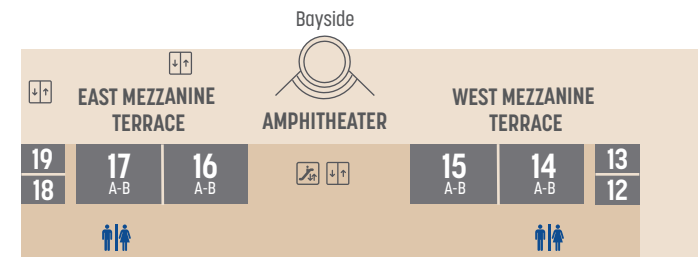 Bayside
EAST MEZZANINE
TERRACE
AMPHITHEATER
WEST MEZZANINE
TERRACE
19
18
17
A-B
16
A-B
15
A-B
14
A-B
13
12